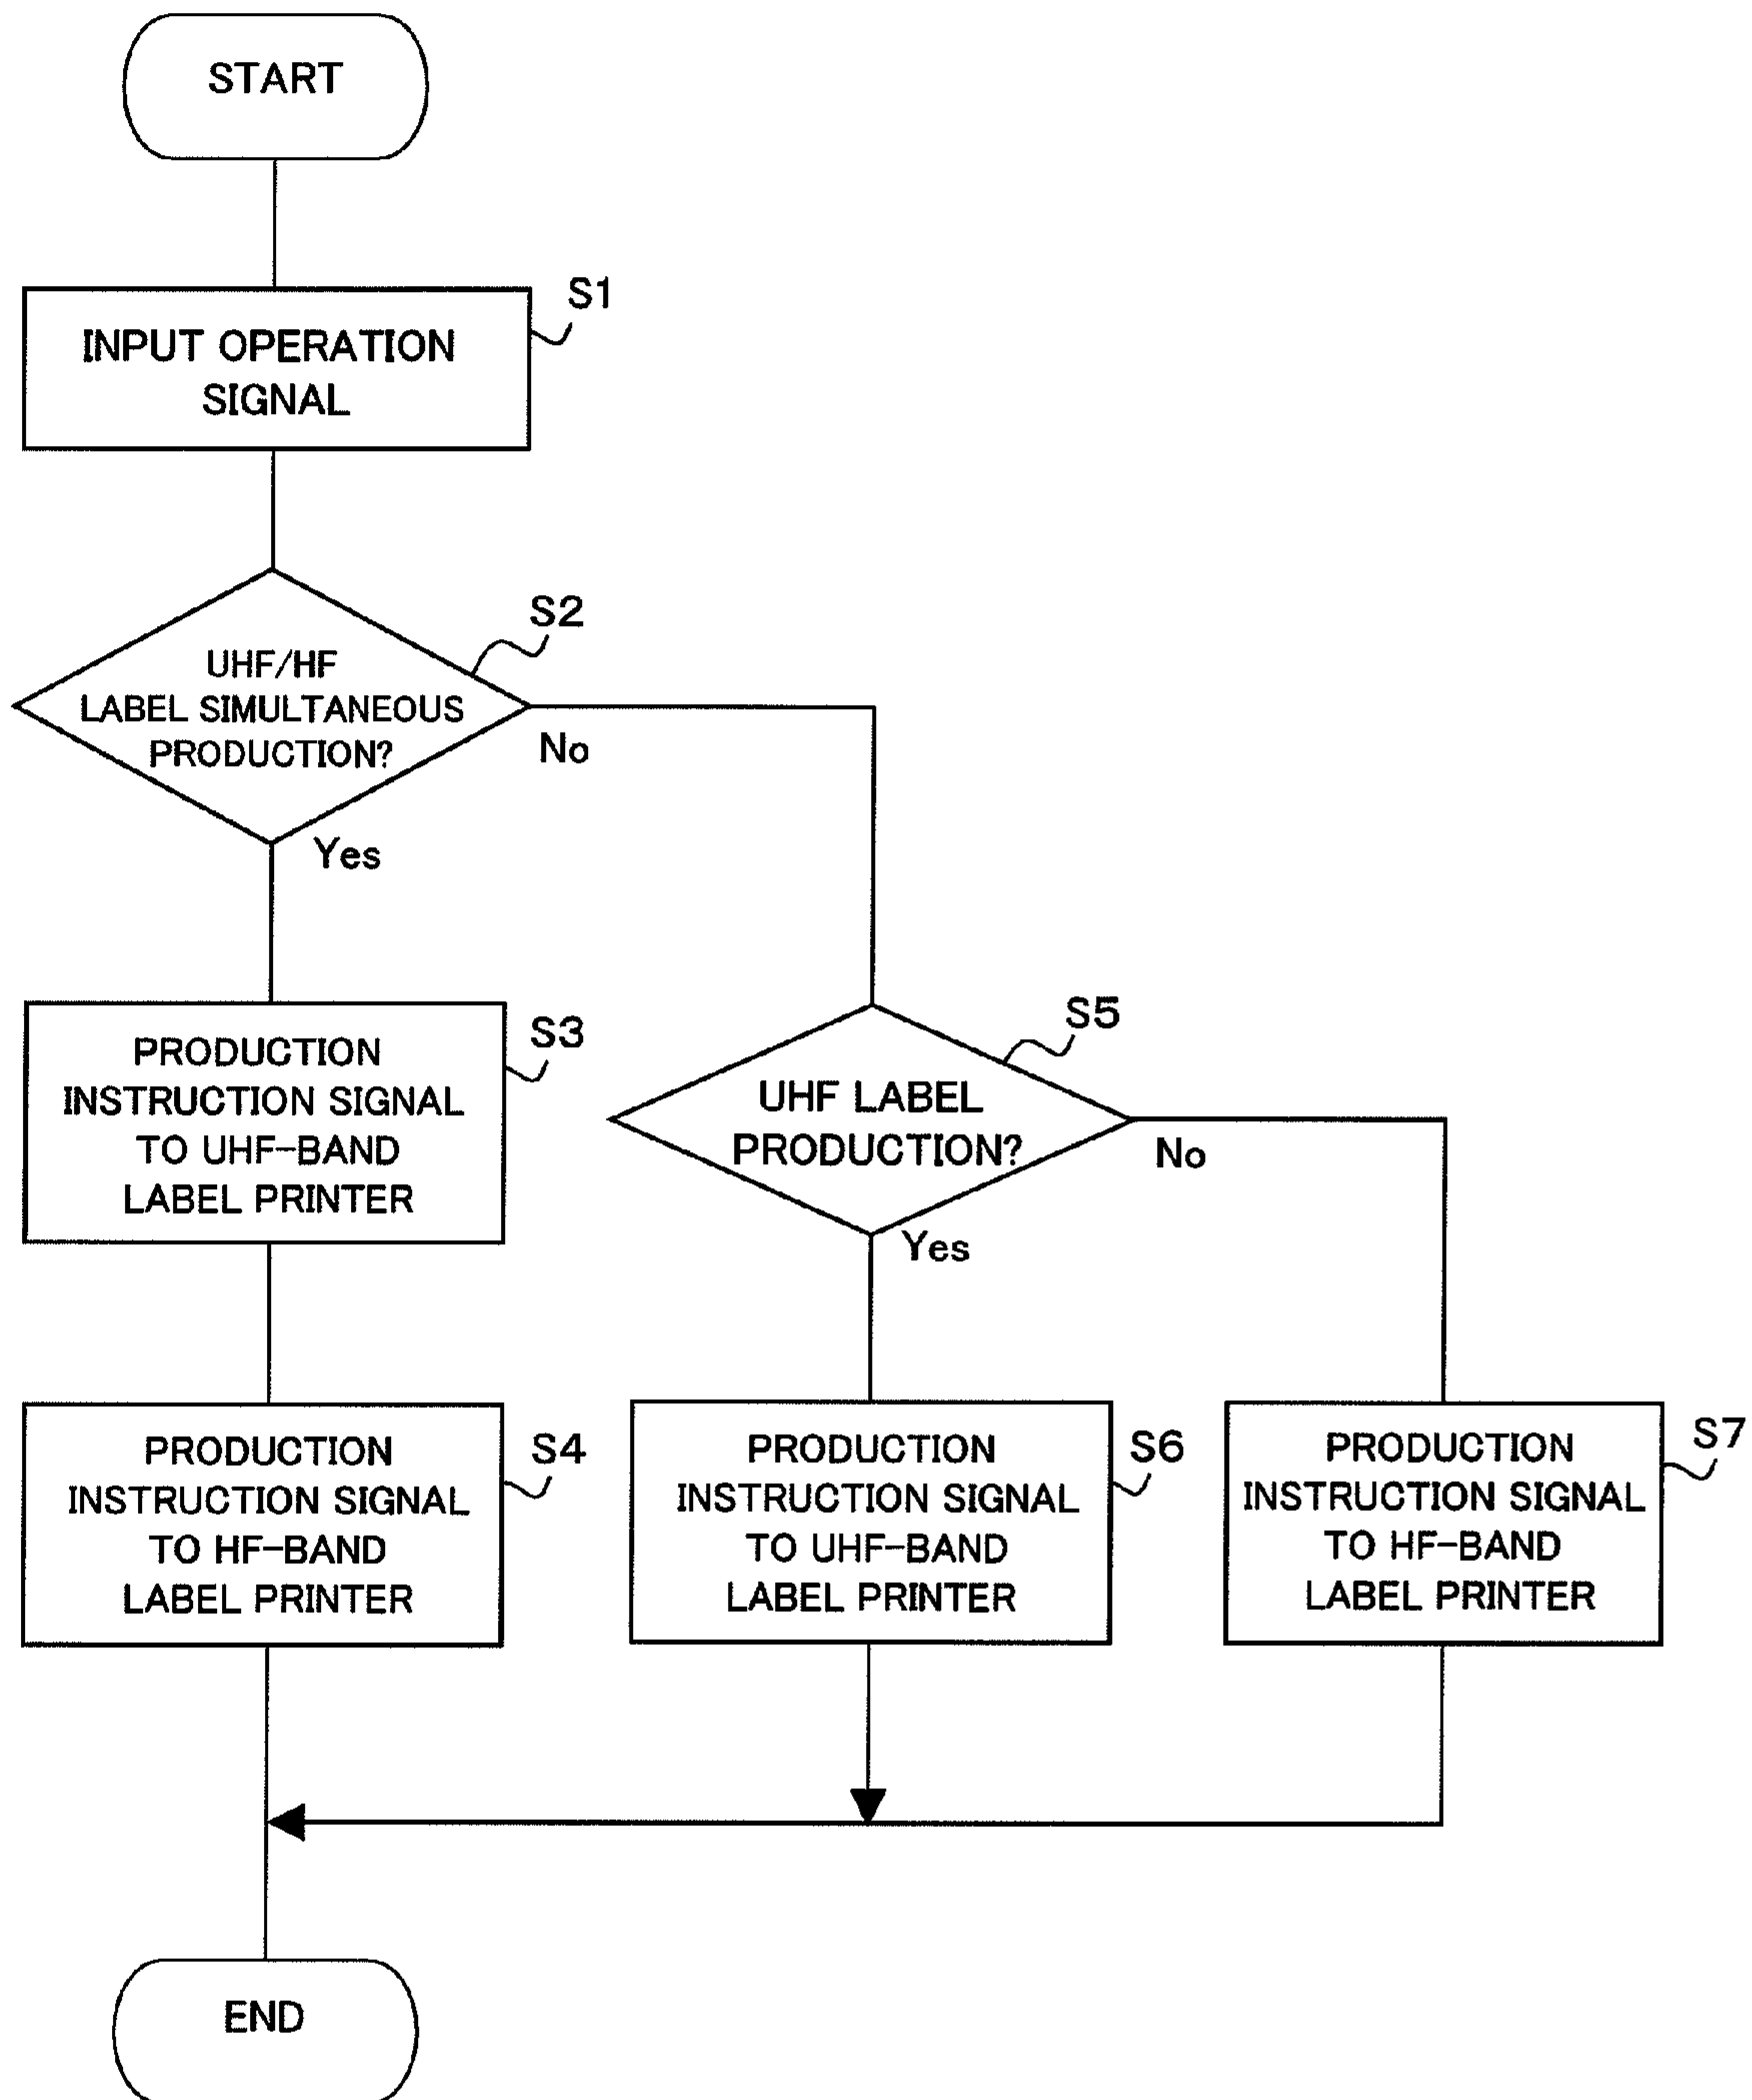 START
S1
INPUT OPERATION
SIGNAL
S2
UHF/HF
LABEL SIMULTANEOUS
PRODUCTION?
No
Yes
S3
PRODUCTION
INSTRUCTION SIGNAL
TO UHF-BAND
LABEL PRINTER
S5
UHF LABEL
PRODUCTION?
No
Yes
S4
PRODUCTION
INSTRUCTION SIGNAL
TO HF-BAND
LABEL PRINTER
S6
PRODUCTION
INSTRUCTION SIGNAL
TO UHF-BAND
LABEL PRINTER
S7
PRODUCTION
INSTRUCTION SIGNAL
TO HF-BAND
LABEL PRINTER
END